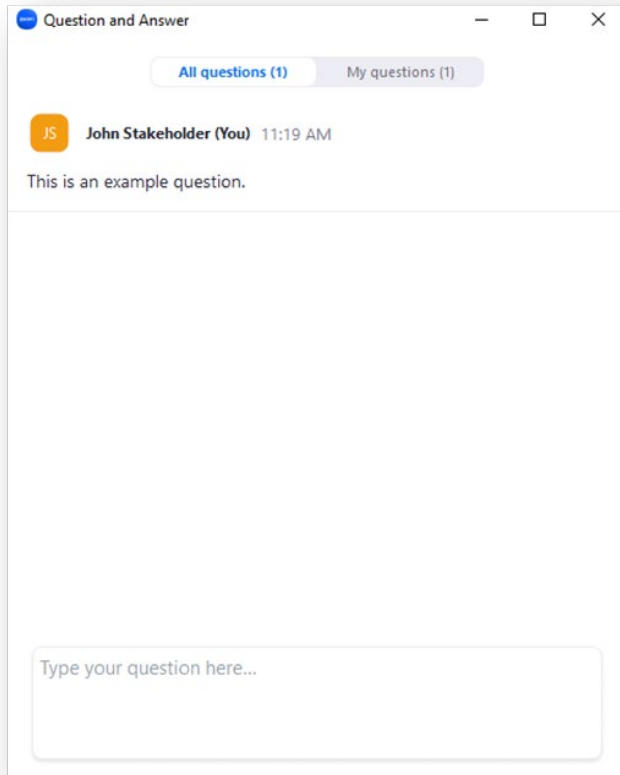 Question and Answer
All questions (1) My questions (1)
JS John Stakeholder (You) 11:19 AM
This is an example question.
Type your question here...